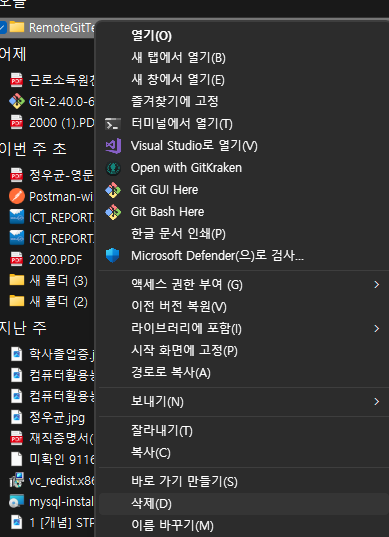 오늘
RemoteGitTe
어제
근로소득원천
Git-2.40.0-6
2000 (1).PD
이번 주 초
정우균-영문
Postman-wi
ICT_REPORT.
ICT_REPORT.
2000.PDF
새 폴더 (3)
새 폴더 (2)
지난 주
학사졸업증.j
컴퓨터활용능
컴퓨터활용능
정우균.jpg
재직증명서(
미확인 9116
vc_redist.x86
mysql-instal
1 [개념] STF
열기(O)
새 탭에서 열기(B)
새 창에서 열기(E)
즐겨찾기에 고정
터미널에서 열기(T)
Visual Studio로 열기(V)
Open with GitKraken
Git GUI Here
Git Bash Here
한글 문서 인쇄(P)
Microsoft Defender(으)로 검사...
액세스 권한 부여 (G)
이전 버전 복원(V)
라이브러리에 포함(I)
시작 화면에 고정(P)
경로로 복사(A)
보내기(N)
잘라내기(T)
복사(C)
바로 가기 만들기(S)
삭제(D)
이름 바꾸기(M)